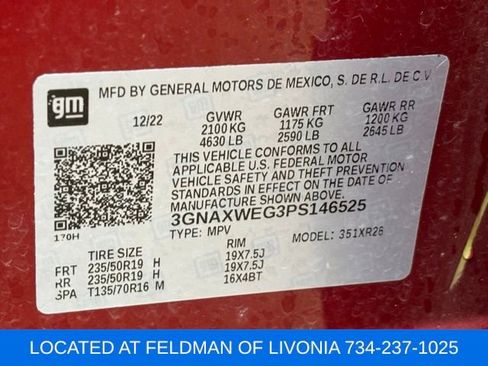 gm
MFD BY GENERAL MOTORS DE MEXICO, S. DE R.L. DE C.V
12/22 GVWR GAWR FRT GAWR RR
2100 KG 1175 KG 1200 KG
4630 LB 2590 LB 2645 LB
THIS VEHICLE CONFORMS TO ALL
APPLICABLE U.S. FEDERAL MOTOR
VEHICLE SAFETY AND THEFT
PREVENTION STANDARDS IN EFFECT
ON THE DATE OF MANUFACTURE
SHOWN ABOVE.
3GNAXWEG3PS146525
170H TYPE: MPV MODEL: 351XR26
TIRE SIZE RIM
FRT 235/50R19 H 19X7.5J
RR 235/50R19 H 19X7.5J
SPA T135/70R16 M 16X4BT
LOCATED AT FELDMAN OF LIVONIA 734-237-1025